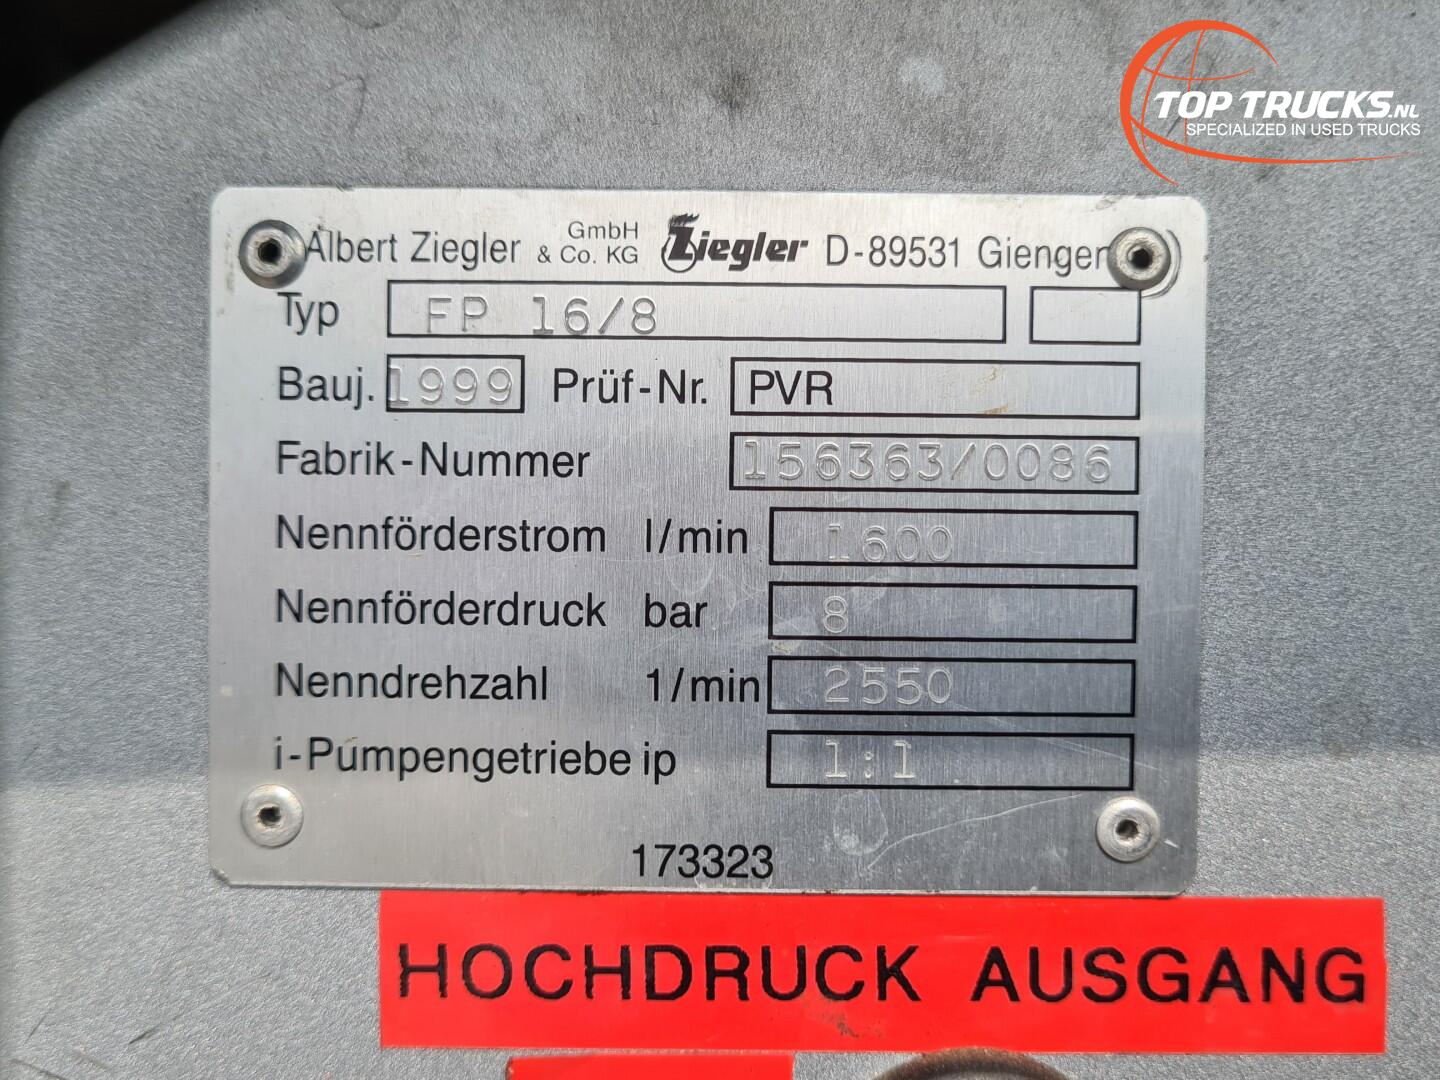 TOP TRUCKS.NL
SPECIALIZED IN USED TRUCKS
Albert Ziegler GmbH & Co. KG Ziegler D-89531 Giengen
Typ FP 16/8
Bauj. 1999 Prüf-Nr. PVR
Fabrik-Nummer 156363/0086
Nennförderstrom l/min 1600
Nennförderdruck bar 8
Nenndrehzahl 1/min 2550
i-Pumpengetriebe ip 1:1
173323
HOCHDRUCK AUSGANG